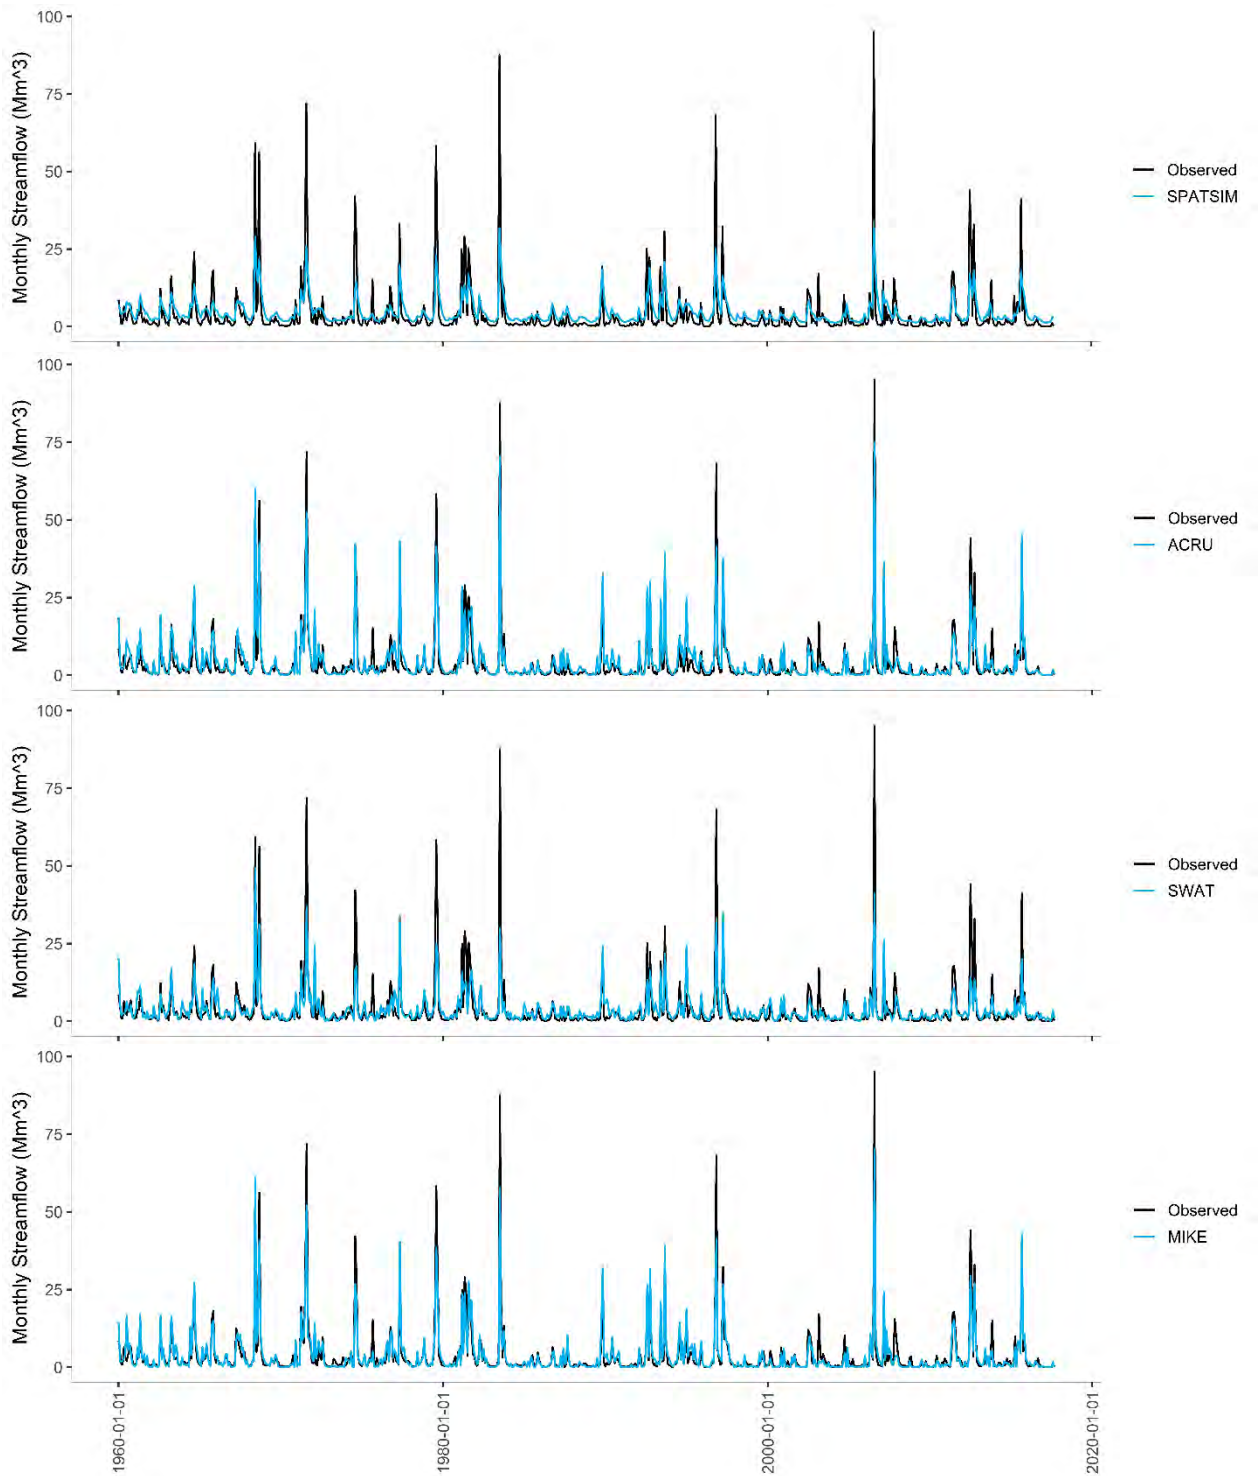 Monthly Streamflow (Mm^3)
100
75
50
25
0
Observed
SPATSIM
Monthly Streamflow (Mm^3)
100
75
50
25
0
Observed
ACRU
Monthly Streamflow (Mm^3)
100
75
50
25
0
Observed
SWAT
Monthly Streamflow (Mm^3)
100
75
50
25
0
Observed
MIKE
1960-01-01
1980-01-01
2000-01-01
2020-01-01